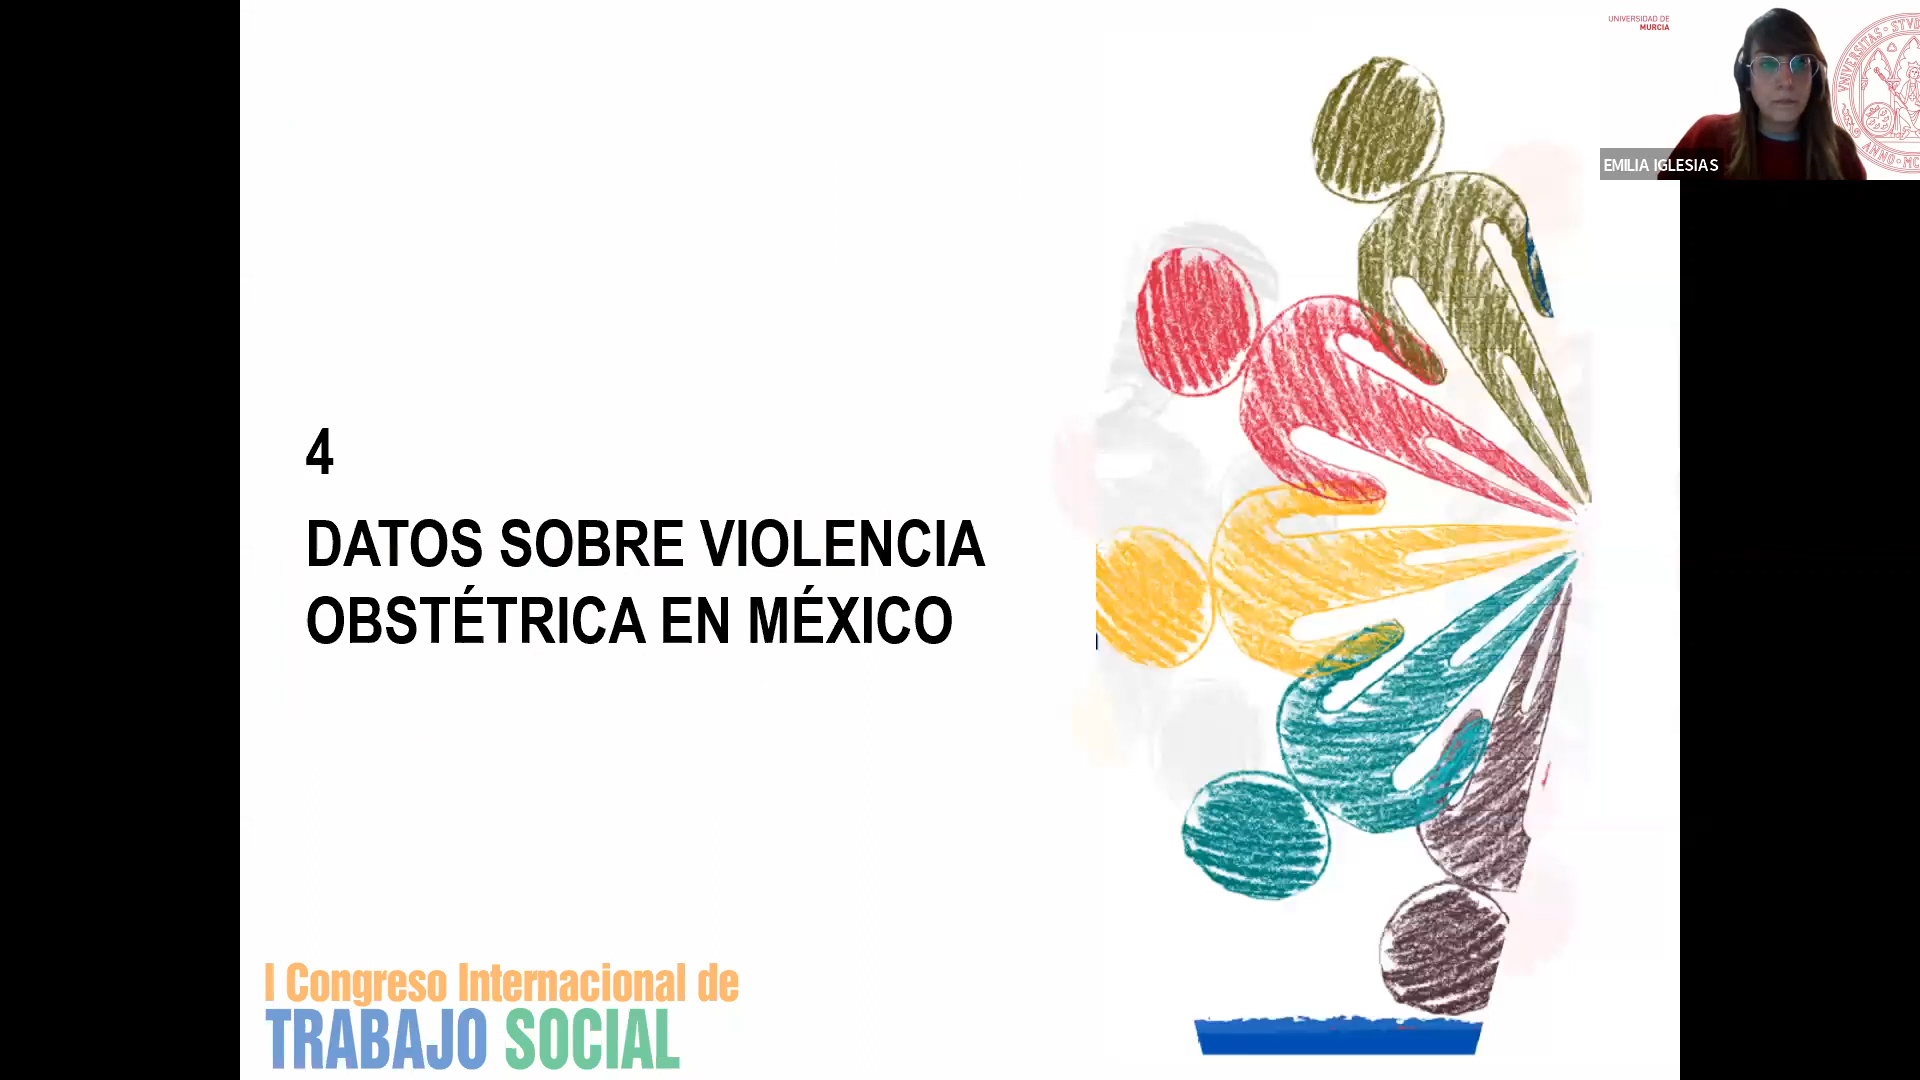 4
DATOS SOBRE VIOLENCIA
OBSTÉTRICA EN MÉXICO
I Congreso Internacional de
TRABAJO SOCIAL
UNIVERSIDAD DE
MURCIA
EMILIA IGLESIAS